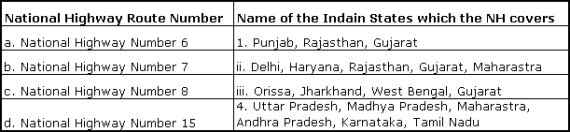 National Highway Route Number Name of the Indain States which the NH covers
a. National Highway Number 6 1. Punjab, Rajasthan, Gujarat
b. National Highway Number 7 ii. Delhi, Haryana, Rajasthan, Gujarat, Maharastra
c. National Highway Number 8 iii. Orissa, Jharkhand, West Bengal, Gujarat
d. National Highway Number 15 4. Uttar Pradesh, Madhya Pradesh, Maharastra,
Andhra Pradesh, Karnataka, Tamil Nadu